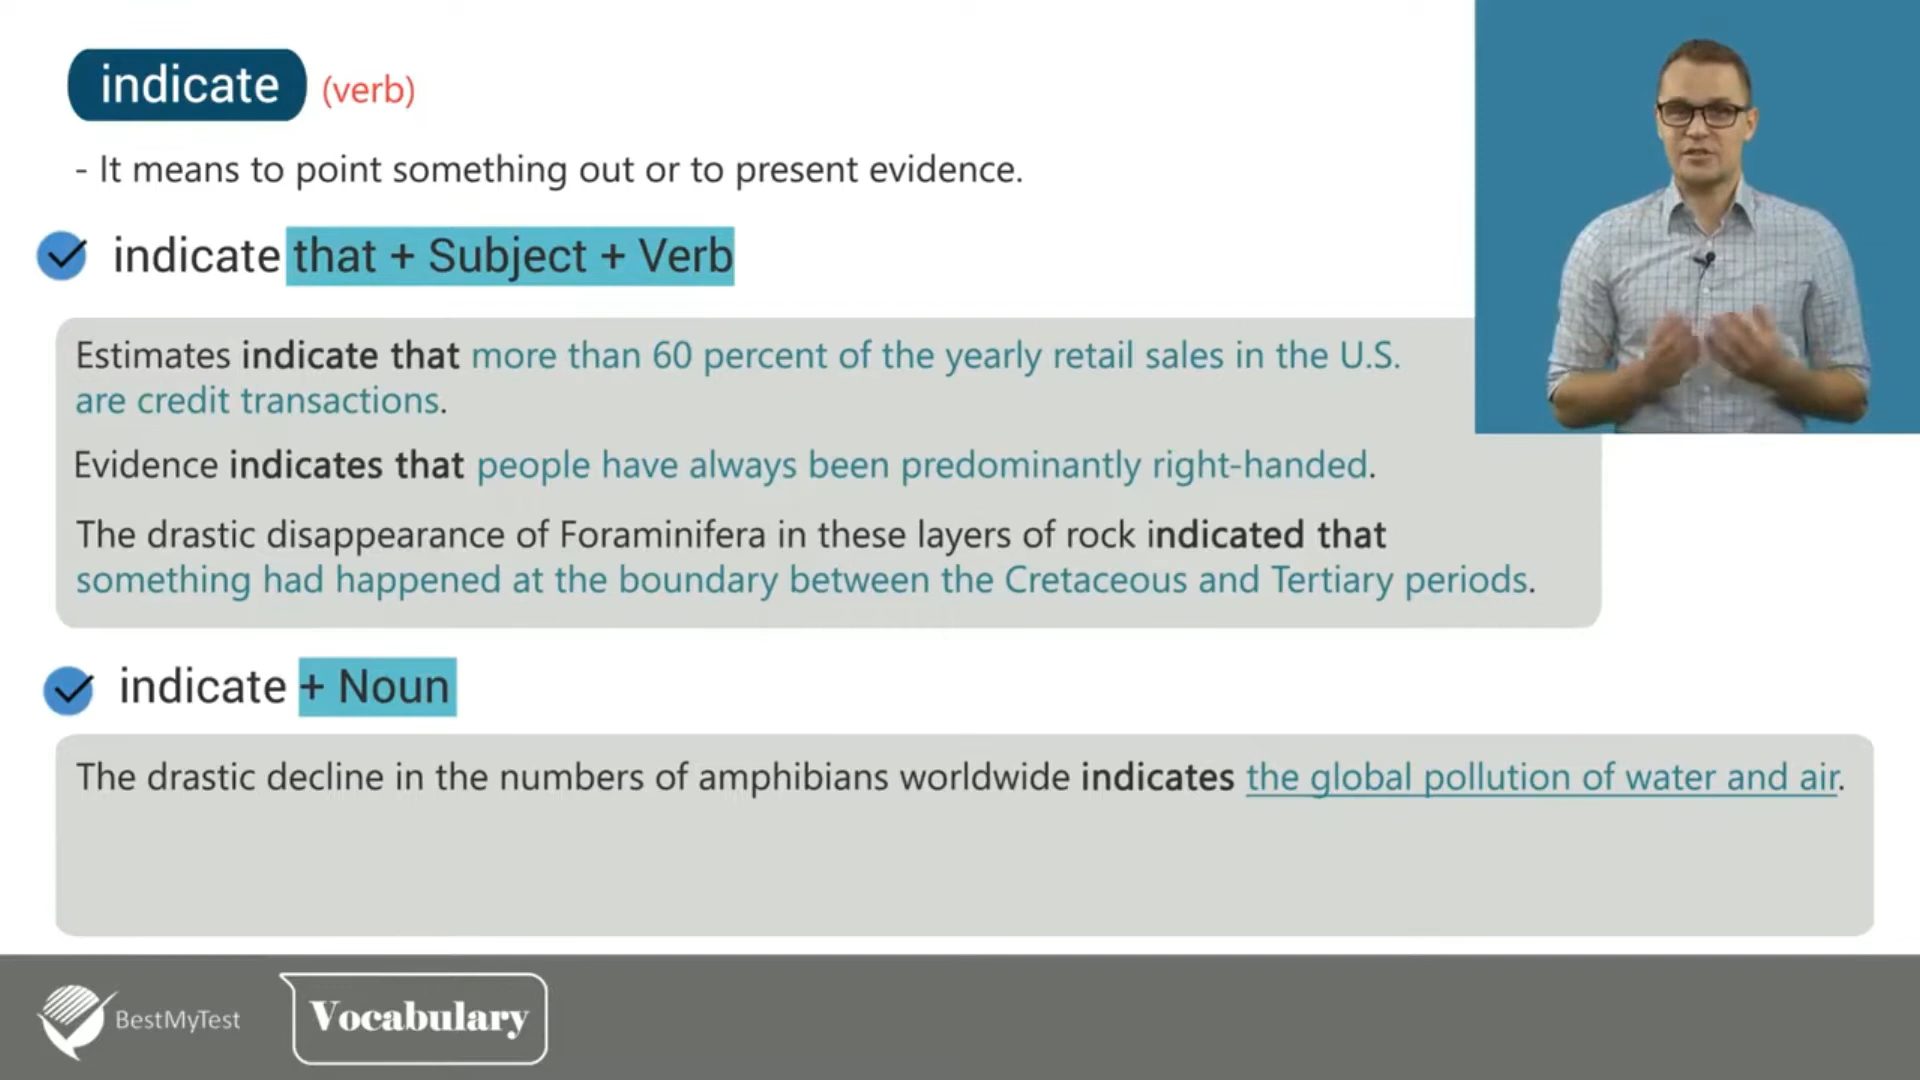 indicate (verb)
- It means to point something out or to present evidence.
indicate that + Subject + Verb
Estimates indicate that more than 60 percent of the yearly retail sales in the U.S.
are credit transactions.
Evidence indicates that people have always been predominantly right-handed.
The drastic disappearance of Foraminifera in these layers of rock indicated that
something had happened at the boundary between the Cretaceous and Tertiary periods.
indicate + Noun
The drastic decline in the numbers of amphibians worldwide indicates the global pollution of water and air.
BestMyTest
Vocabulary